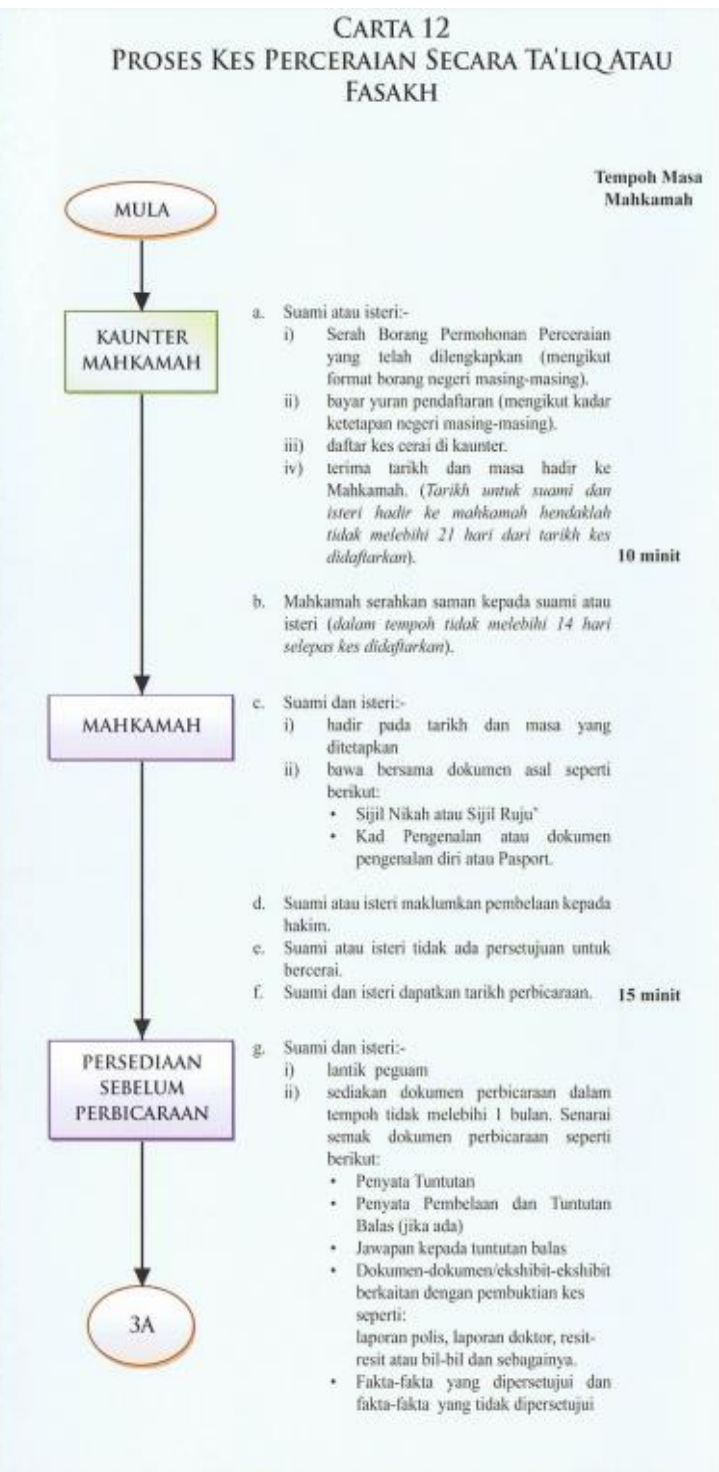 CARTA 12
PROSES KES PERCERAIAN SECARA TA'LIQ ATAU
FASAKH
Tempoh Masa
Mahkamah
MULA
KAUNTER
MAHKAMAH
a. Suami atau isteri:-
i) Serah Borang Permohonan Perceraian
yang telah dilengkapkan (mengikut
format borang negeri masing-masing).
ii) bayar yuran pendaftaran (mengikut kadar
ketetapan negeri masing-masing).
iii) daftar kes cerai di kaunter.
iv) terima tarikh dan masa hadir ke
Mahkamah. (Tarikh untuk suami dan
isteri hadir ke mahkamah hendaklah
tidak melebihi 21 hari dari tarikh kes
didaftarkan). 10 minit
b. Mahkamah serahkan saman kepada suami atau
isteri (dalam tempoh tidak melebihi 14 hari
selepas kes didaftarkan).
MAHKAMAH
c. Suami dan isteri:-
i) hadir pada tarikh dan masa yang
ditetapkan
ii) bawa bersama dokumen asal seperti
berikut:
• Sijil Nikah atau Sijil Ruju'
• Kad Pengenalan atau dokumen
pengenalan diri atau Pasport.
d. Suami atau isteri maklumkan pembelaan kepada
hakim.
e. Suami atau isteri tidak ada persetujuan untuk
bercerai.
f. Suami dan isteri dapatkan tarikh perbicaraan. 15 minit
PERSEDIAAN
SEBELUM
PERBICARAAN
g. Suami dan isteri:-
i) lantik peguam
ii) sediakan dokumen perbicaraan dalam
tempoh tidak melebihi 1 bulan. Senarai
semak dokumen perbicaraan seperti
berikut:
• Penyata Tuntutan
• Penyata Pembelaan dan Tuntutan
Balas (jika ada)
• Jawapan kepada tuntutan balas
• Dokumen-dokumen/ekshibit-ekshibit
berkaitan dengan pembuktian kes
seperti:
laporan polis, laporan doktor, resit-
resit atau bil-bil dan sebagainya.
• Fakta-fakta yang dipersetujui dan
fakta-fakta yang tidak dipersetujui
3A